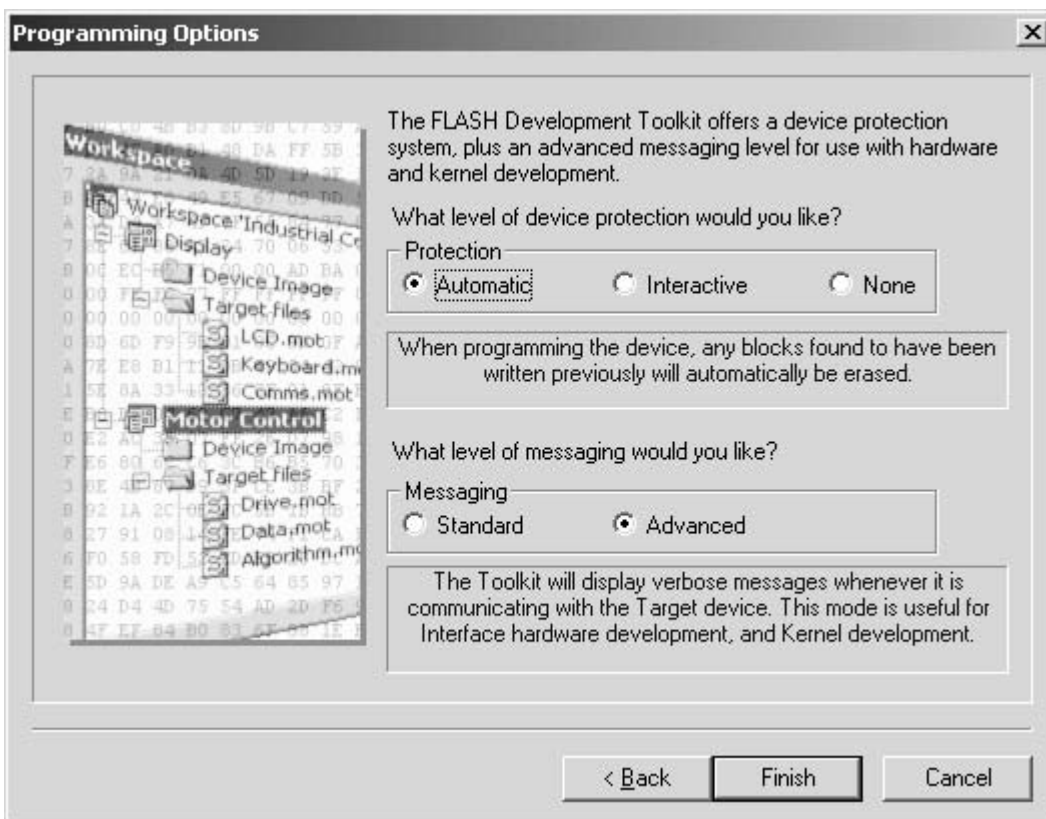 Programming Options
Workspace
Workspace 'Industrial Co
Display
Device Image
Target files
LCD.mot
Keyboard.mo
Comms.mot
Motor Control
Device Image
Target files
Drive.mot
Data.mot
Algorithm.mo
The FLASH Development Toolkit offers a device protection
system, plus an advanced messaging level for use with hardware
and kernel development.
What level of device protection would you like?
Protection
Automatic Interactive None
When programming the device, any blocks found to have been
written previously will automatically be erased.
What level of messaging would you like?
Messaging
Standard Advanced
The Toolkit will display verbose messages whenever it is
communicating with the Target device. This mode is useful for
Interface hardware development, and Kernel development.
< Back Finish Cancel